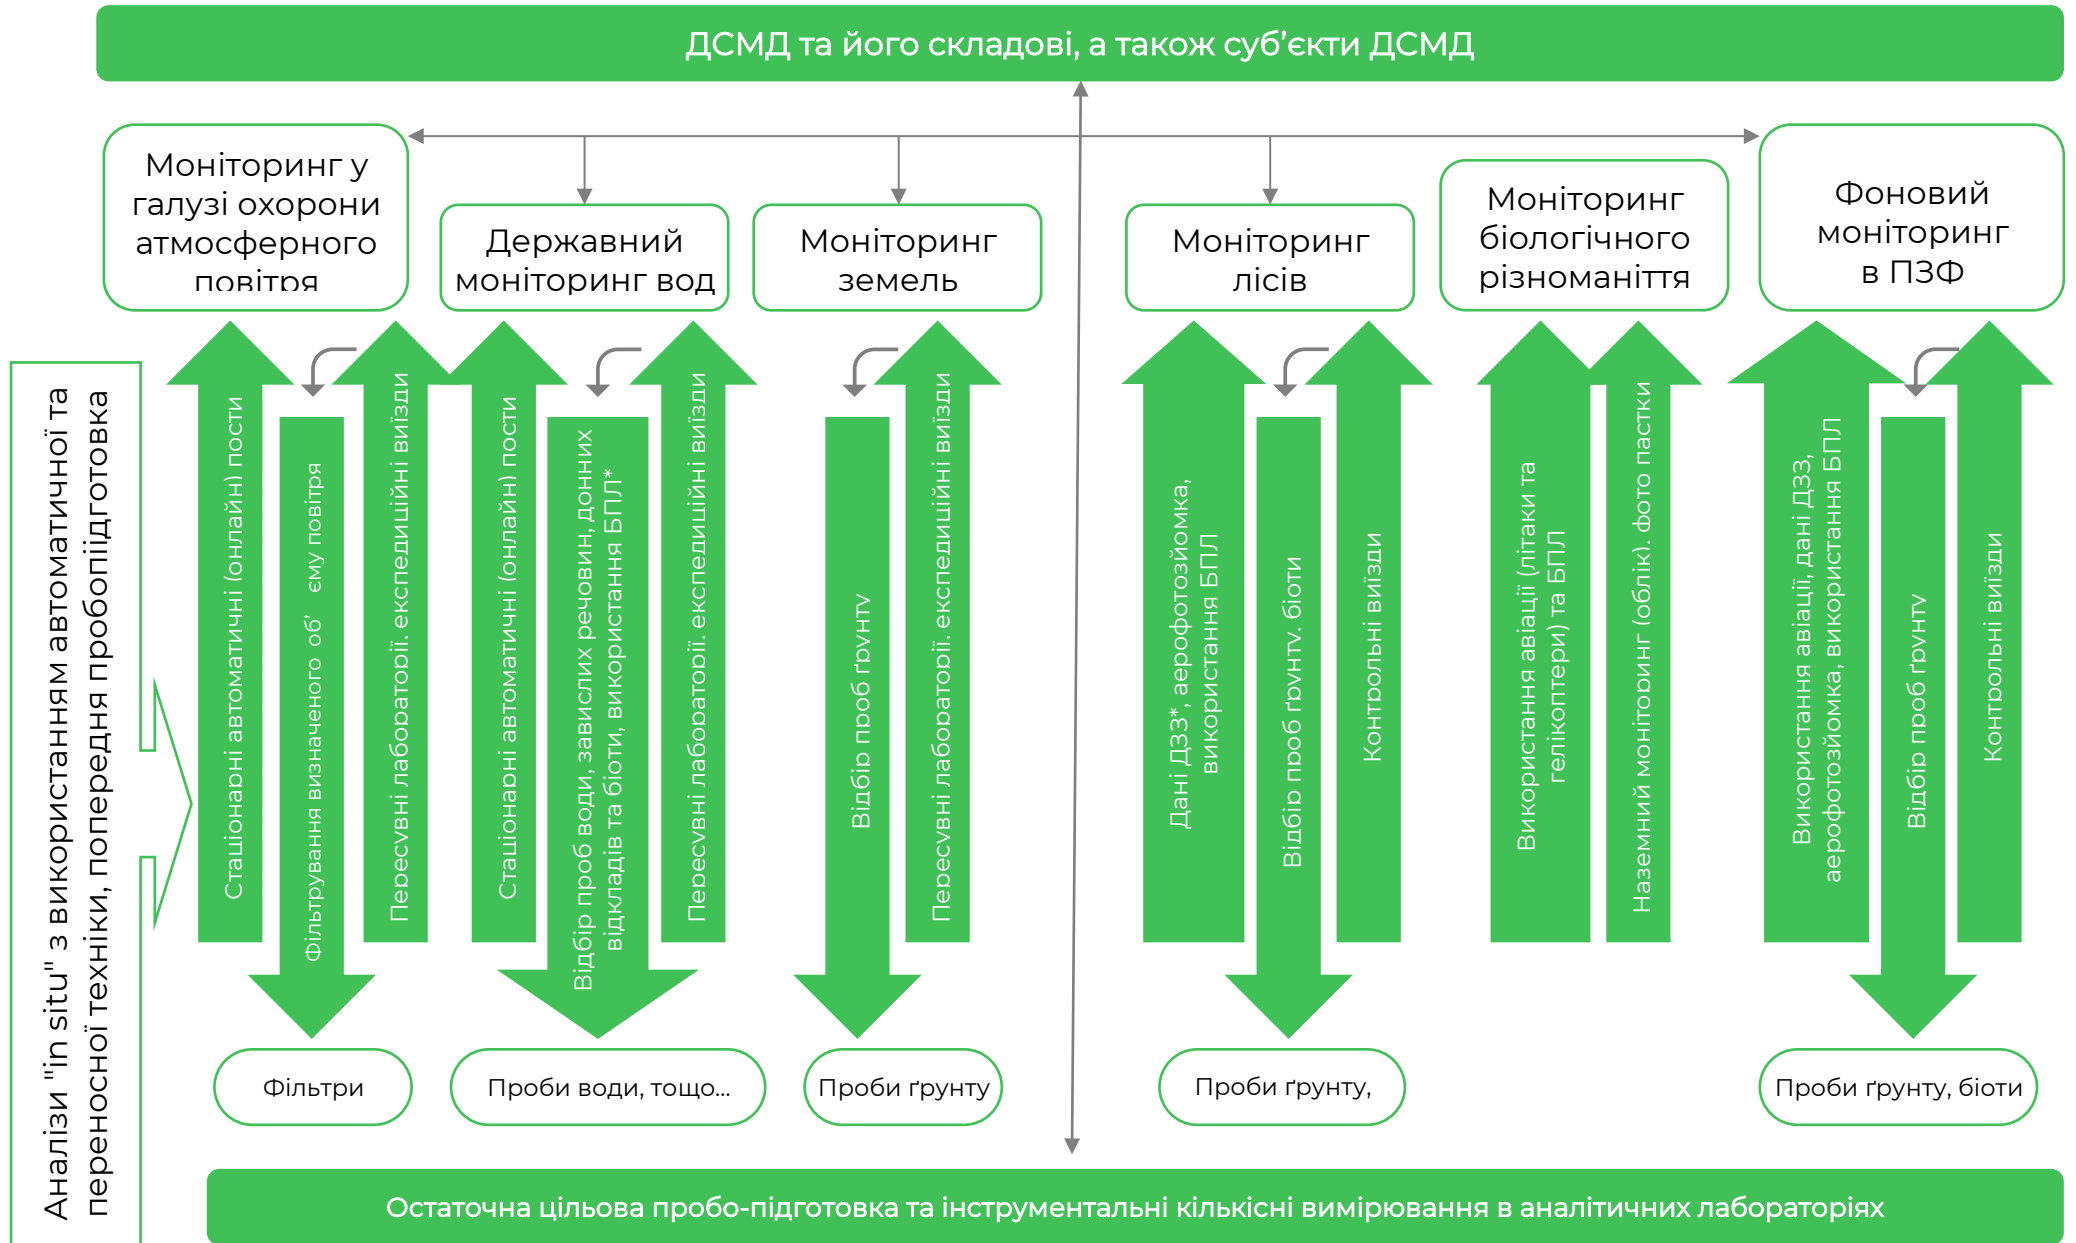 ДСМД та його складові, а також суб’єкти ДСМД
Моніторинг у
галузі охорони
атмосферного
повітря
Державний
моніторинг вод
Моніторинг
земель
Моніторинг
лісів
Моніторинг
біологічного
різноманіття
Фоновий
моніторинг
в ПЗФ
Аналізи "in situ" з використанням автоматичної та
переносної техніки, попередня пробопіідготовка
Стаціонарні автоматичні (онлайн) пости
Фільтрування визначеного об’ єму повітря
Пересувні лабораторії. експедиційні виїзди
Стаціонарні автоматичні (онлайн) пости
Відбір проб води, завислих речовин, донних
відкладів та біоти, використання БПЛ*
Пересувні лабораторії. експедиційні виїзди
Відбір проб ґрунту
Пересувні лабораторії. експедиційні виїзди
Дані ДЗЗ*, аерофотозйомка,
використання БПЛ
Відбір проб ґрунту. біоти
Контрольні виїзди
Використання авіації (літаки та
гелікоптери) та БПЛ
Наземний моніторинг (облік). фото пастки
Використання авіації, дані ДЗЗ,
аерофотозйомка, використання БПЛ
Відбір проб ґрунту
Контрольні виїзди
Фільтри
Проби води, тощо...
Проби ґрунту
Проби ґрунту,
Проби ґрунту, біоти
Остаточна цільова пробо-підготовка та інструментальні кількісні вимірювання в аналітичних лабораторіях